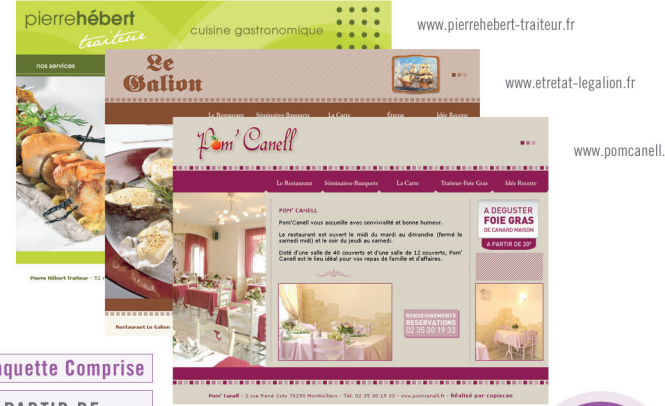 pierrehébert
traiteur
cuisine gastronomique
www.pierrehebert-traiteur.fr
nos services
Le
Galion
www.etretat-legalion.fr
Le Restaurant Séminaires-Banquets La Carte Étretat Idée Recette
Pom' Canell
www.pomcanell.
Le Restaurant Séminaires-Banquets La Carte Traiteur-Foie Gras Idée Recette
POM' CANELL
Pom'Canell vous accueille avec convivialité et bonne humeur.
Le restaurant est ouvert le midi du mardi au dimanche (fermé le
samedi midi) et le soir du jeudi au samedi.
Doté d'une salle de 40 couverts et d'une salle de 12 couverts, Pom'
Canell est le lieu idéal pour vos repas de famille et d'affaires.
A DEGUSTER
FOIE GRAS
DE CANARD MAISON
A PARTIR DE 20€
Pierre Hébert Traiteur - 52
RENSEIGNEMENTS
RESERVATIONS
02 35 30 19 33
Restaurant Le Galion
quette Comprise
PARTIR DE
Pom' Canell - 2 rue René Coty 76290 Montivilliers - Tél. 02 35 30 19 33 - www.pomcanell.fr - Réalisé par copiscan